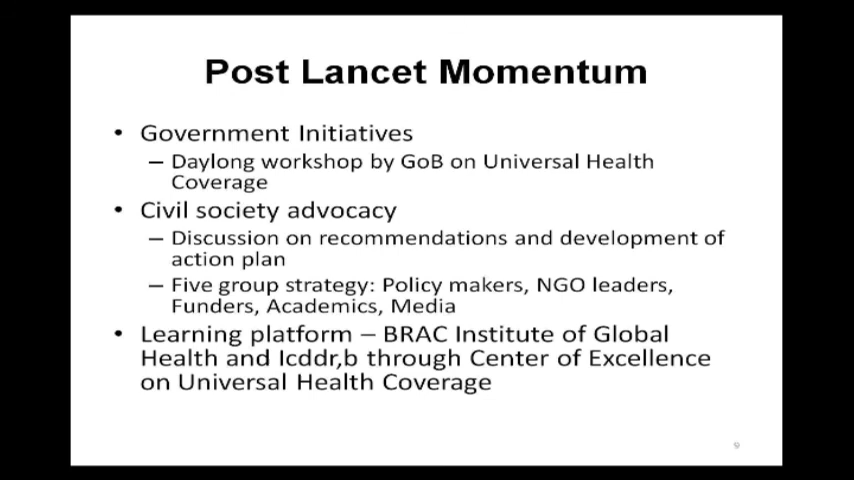 Post Lancet Momentum
• Government Initiatives
– Daylong workshop by GoB on Universal Health
Coverage
• Civil society advocacy
– Discussion on recommendations and development of
action plan
– Five group strategy: Policy makers, NGO leaders,
Funders, Academics, Media
• Learning platform – BRAC Institute of Global
Health and Icddr,b through Center of Excellence
on Universal Health Coverage
9